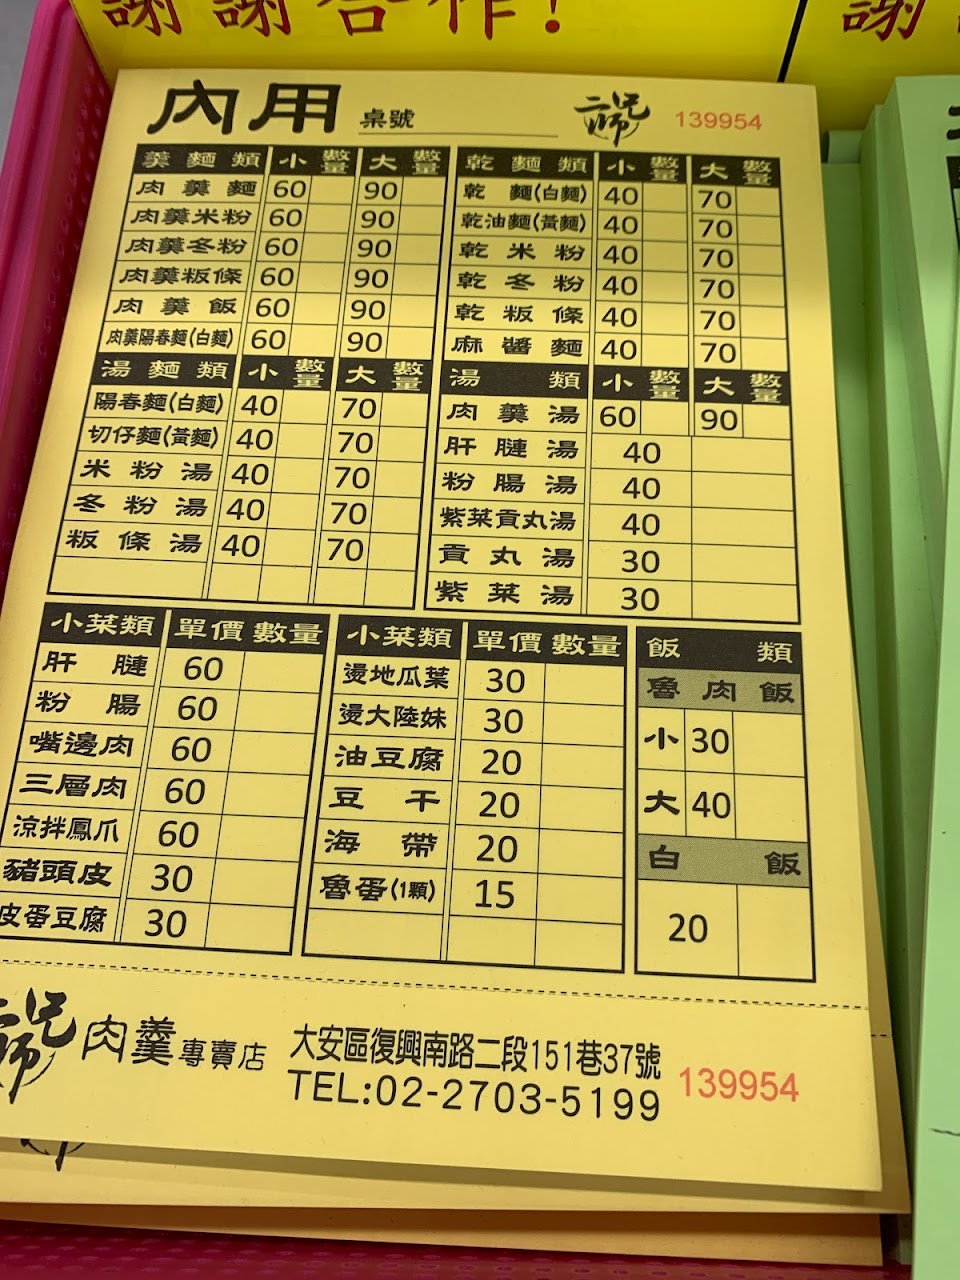 謝謝合作!
謝謝
內用 桌號 二師兄 139954
羹麵類 小 數量 大 數量
肉羹麵 60 90
肉羹米粉 60 90
肉羹冬粉 60 90
肉羹粄條 60 90
肉羹飯 60 90
肉羹陽春麵(白麵) 60 90
湯麵類 小 數量 大 數量
陽春麵(白麵) 40 70
切仔麵(黃麵) 40 70
米粉湯 40 70
冬粉湯 40 70
粄條湯 40 70
乾麵類 小 數量 大 數量
乾麵(白麵) 40 70
乾油麵(黃麵) 40 70
乾米粉 40 70
乾冬粉 40 70
乾粄條 40 70
麻醬麵 40 70
湯類 小 數量 大 數量
肉羹湯 60 90
肝腱湯 40
粉腸湯 40
紫菜貢丸湯 40
貢丸湯 30
紫菜湯 30
小菜類 單價 數量
肝腱 60
粉腸 60
嘴邊肉 60
三層肉 60
涼拌鳳爪 60
豬頭皮 30
皮蛋豆腐 30
小菜類 單價 數量
燙地瓜葉 30
燙大陸妹 30
油豆腐 20
豆干 20
海帶 20
魯蛋(1顆) 15
飯類
魯肉飯
小 30
大 40
白飯
20
二師兄 肉羹專賣店
大安區復興南路二段151巷37號
TEL:02-2703-5199 139954